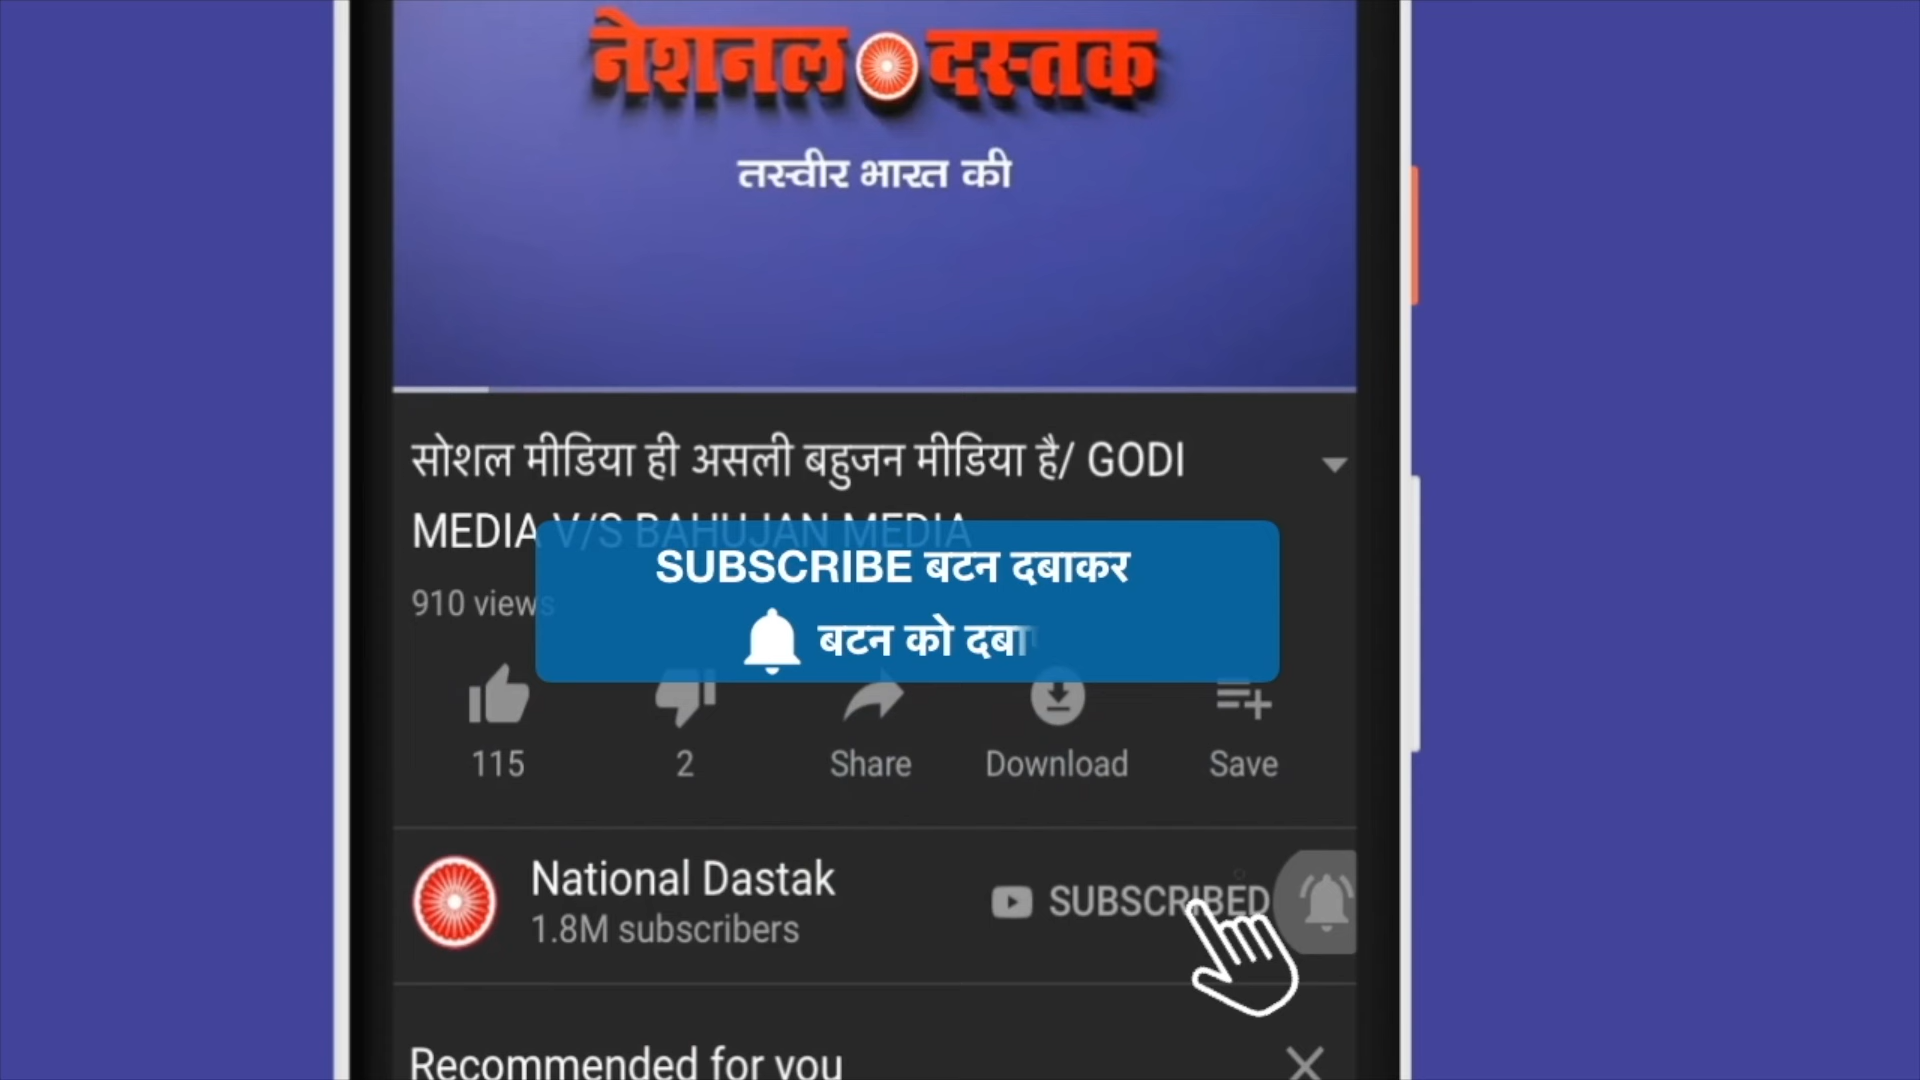 नेशनल दस्तक
तस्वीर भारत की
सोशल मीडिया ही असली बहुजन मीडिया है/ GODI
MEDIA V/S BAHUJAN MEDIA
SUBSCRIBE बटन दबाकर
910 views
बटन को दबा
115
2
Share
Download
Save
National Dastak
SUBSCRIBED
1.8M subscribers
Recommended for you